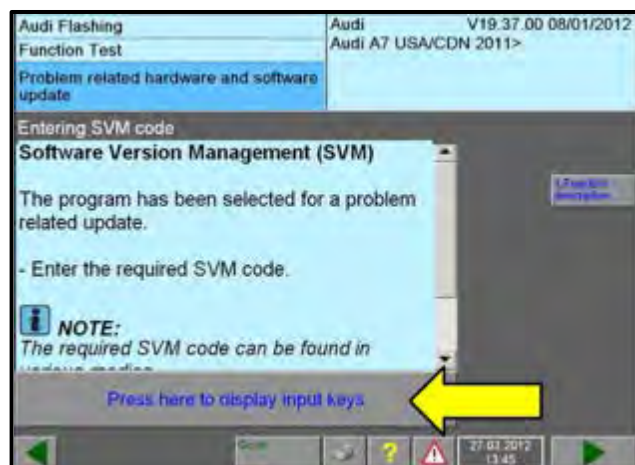 Audi Flashing
Audi V19.37.00 08/01/2012
Function Test
Audi A7 USA/CDN 2011>
Problem related hardware and software
update
Entering SVM code
Software Version Management (SVM)
The program has been selected for a problem
related update.
1.Function
description
- Enter the required SVM code.
NOTE:
The required SVM code can be found in
Press here to display input keys
27.03.2012
13:45